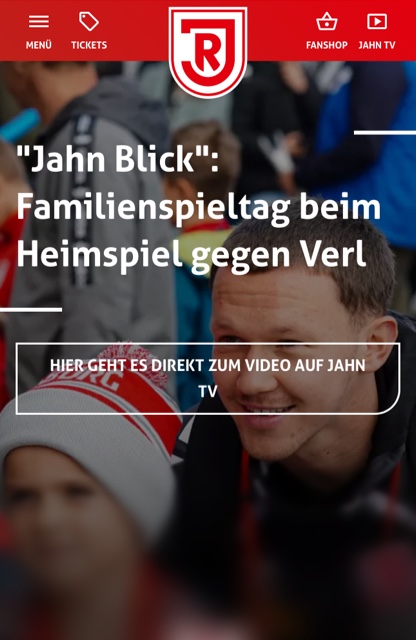 MENÜ
TICKETS
R
FANSHOP
JAHN TV
"Jahn Blick":
Familienspieltag beim
Heimspiel gegen Verl
HIER GEHT ES DIREKT ZUM VIDEO AUF JAHN
TV